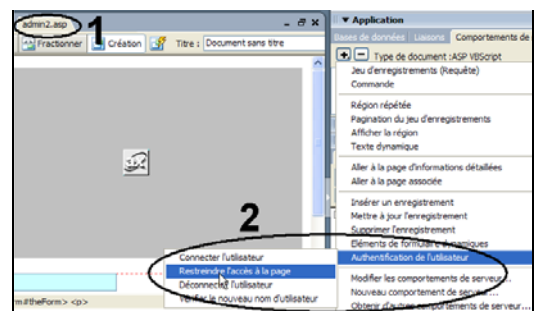 admin2.asp
1
Fractionner Création Titre : Document sans titre
Application
Bases de données Liaisons Comportements de
Type de document :ASP VBScript
Jeu d'enregistrements (Requête)
Commande
Région répétée
Pagination du jeu d'enregistrements
Afficher la région
Texte dynamique
Aller à la page d'informations détaillées
Aller à la page associée
Insérer un enregistrement
Mettre à jour l'enregistrement
Supprimer l'enregistrement
Eléments de formulaire dynamiques
Authentification de l'utilisateur
Modifier les comportements de serveur...
Nouveau comportement de serveur...
Obtenir d'autres comportements de serveur...
2
Connecter l'utilisateur
Restreindre l'accès à la page
Déconnecter l'utilisateur
Vérifier le nouveau nom d'utilisateur
m#theForm> <p>